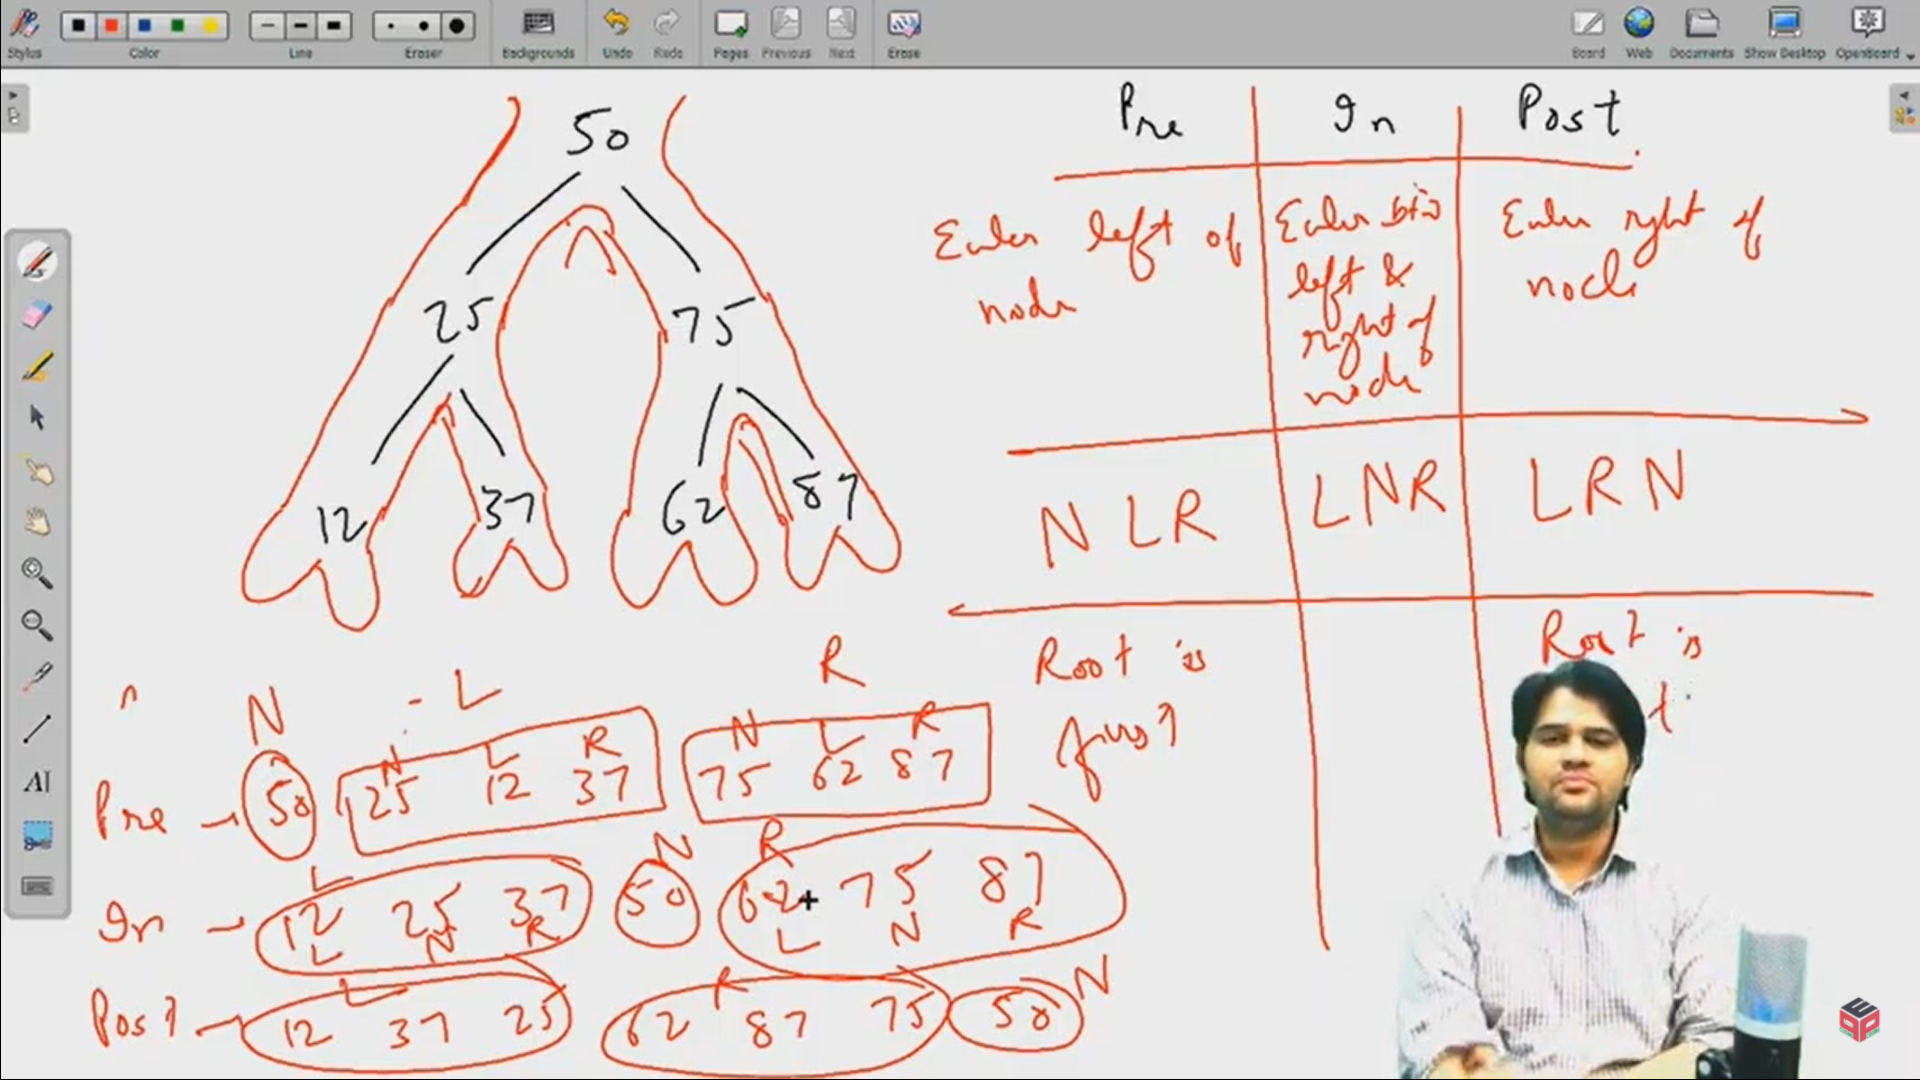 Stylus
Color
Line
Eraser
Backgrounds
Undo
Redo
Pages
Previous
Next
Erase
Board
Web
Documents
Show Desktop
OpenBoard
50
25 75
12 37 62 87
Pre In Post
Euler left of node
Euler btw left & right of node
Euler right of node
N L R
L N R
L R N
Root is first
Root is
t
N L R
N L R N L R
Pre → 50 25 12 37 75 62 87
L N R
In → 12 25 37 50 62 75 87
L N R L N R
L R N
Post → 12 37 25 62 87 75 50
AI